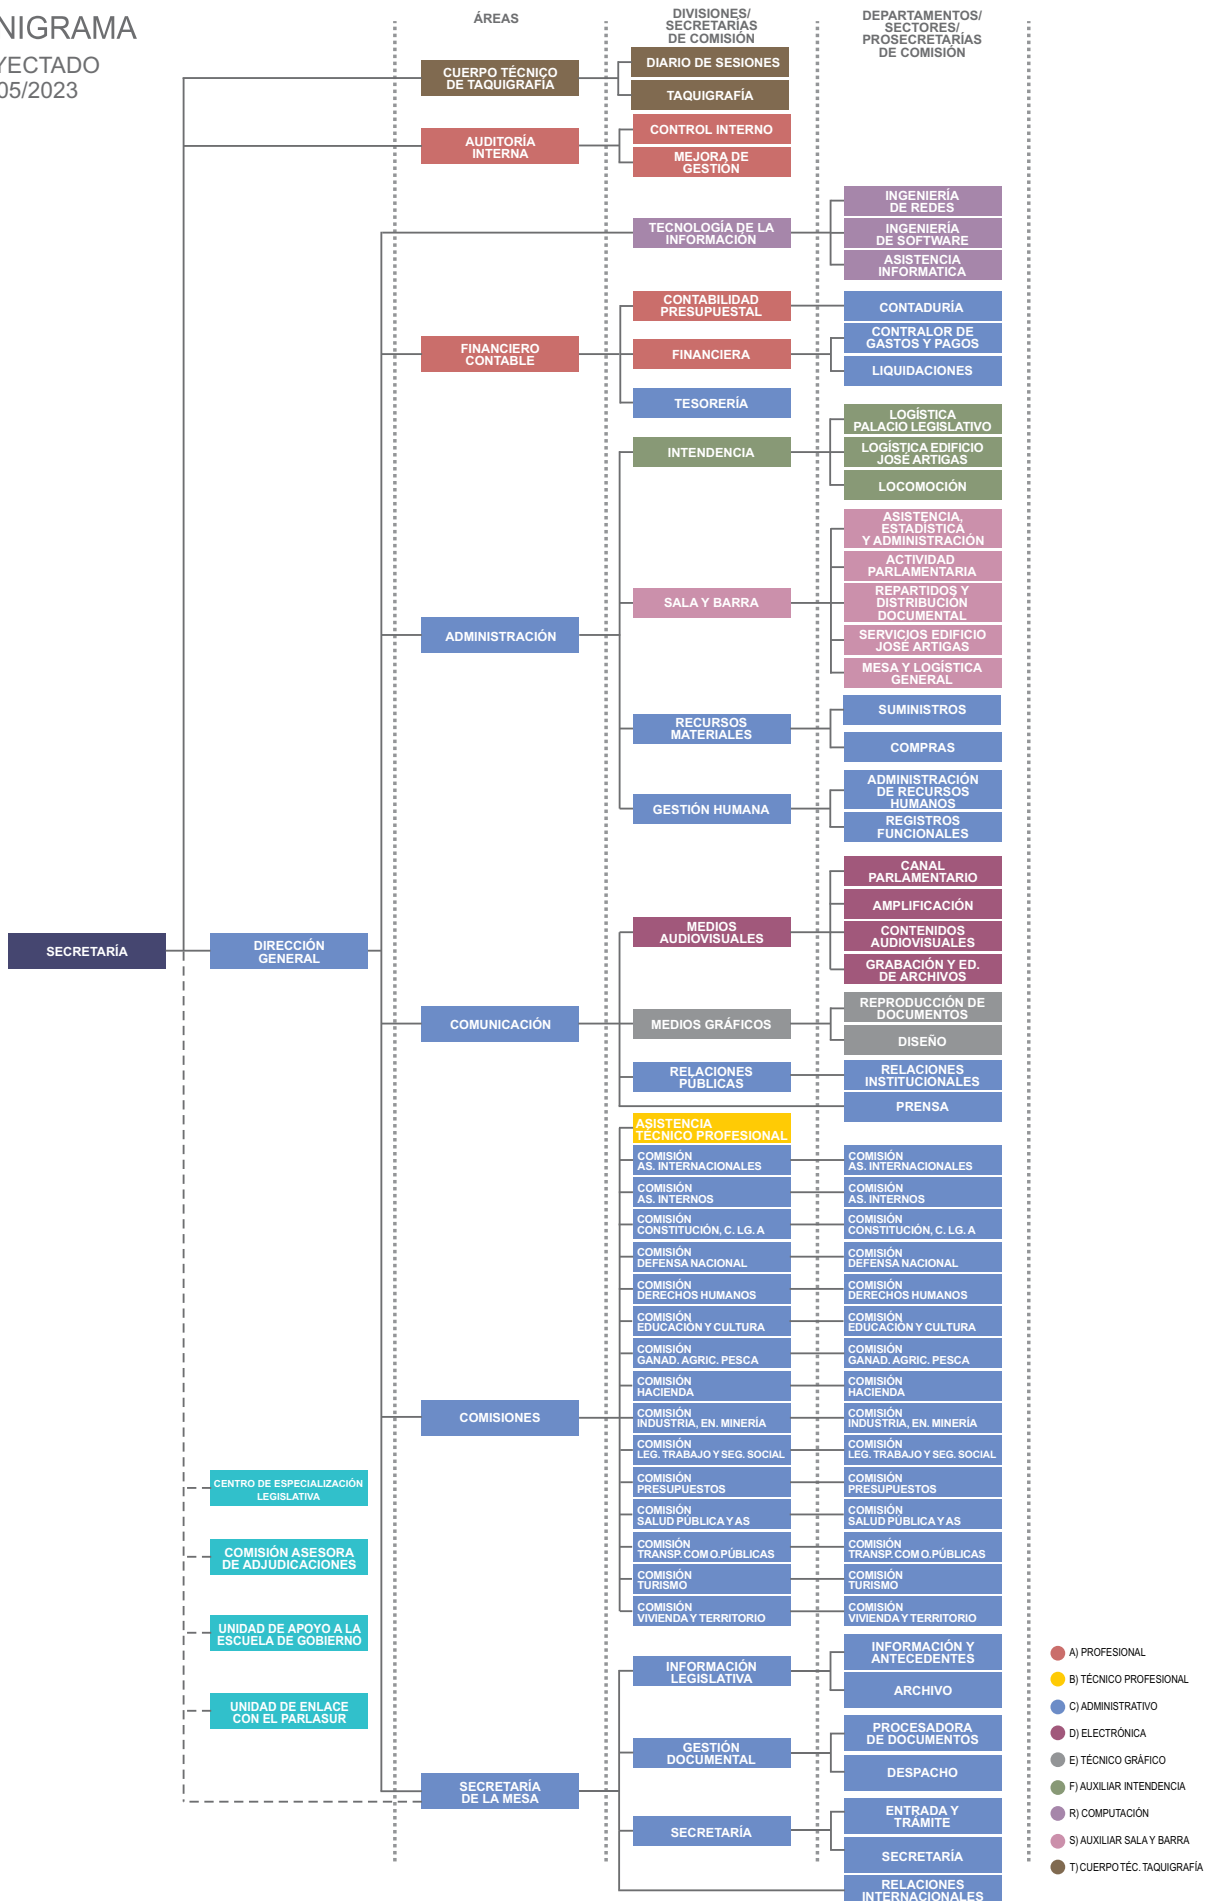 NIGRAMA
YECTADO
05/2023
ÁREAS
DIVISIONES/
SECRETARÍAS
DE COMISIÓN
DEPARTAMENTOS/
SECTORES/
PROSECRETARÍAS
DE COMISIÓN
CUERPO TÉCNICO
DE TAQUIGRAFÍA
DIARIO DE SESIONES
TAQUIGRAFÍA
AUDITORÍA
INTERNA
CONTROL INTERNO
MEJORA DE
GESTIÓN
TECNOLOGÍA DE LA
INFORMACIÓN
INGENIERÍA
DE REDES
INGENIERÍA
DE SOFTWARE
ASISTENCIA
INFORMATICA
FINANCIERO
CONTABLE
CONTABILIDAD
PRESUPUESTAL
CONTADURÍA
FINANCIERA
CONTRALOR DE
GASTOS Y PAGOS
LIQUIDACIONES
TESORERÍA
ADMINISTRACIÓN
INTENDENCIA
LOGÍSTICA
PALACIO LEGISLATIVO
LOGÍSTICA EDIFICIO
JOSÉ ARTIGAS
LOCOMOCIÓN
SALA Y BARRA
ASISTENCIA,
ESTADÍSTICA
Y ADMINISTRACIÓN
ACTIVIDAD
PARLAMENTARIA
REPARTIDOS Y
DISTRIBUCIÓN
DOCUMENTAL
SERVICIOS EDIFICIO
JOSÉ ARTIGAS
MESA Y LOGÍSTICA
GENERAL
RECURSOS
MATERIALES
SUMINISTROS
COMPRAS
GESTIÓN HUMANA
ADMINISTRACIÓN
DE RECURSOS
HUMANOS
REGISTROS
FUNCIONALES
SECRETARÍA
DIRECCIÓN
GENERAL
COMUNICACIÓN
MEDIOS
AUDIOVISUALES
CANAL
PARLAMENTARIO
AMPLIFICACIÓN
CONTENIDOS
AUDIOVISUALES
GRABACIÓN Y ED.
DE ARCHIVOS
MEDIOS GRÁFICOS
REPRODUCCIÓN DE
DOCUMENTOS
DISEÑO
RELACIONES
PÚBLICAS
RELACIONES
INSTITUCIONALES
PRENSA
COMISIONES
ASISTENCIA
TÉCNICO PROFESIONAL
COMISIÓN
AS. INTERNACIONALES
COMISIÓN
AS. INTERNACIONALES
COMISIÓN
AS. INTERNOS
COMISIÓN
AS. INTERNOS
COMISIÓN
CONSTITUCIÓN, C. LG. A
COMISIÓN
CONSTITUCIÓN, C. LG. A
COMISIÓN
DEFENSA NACIONAL
COMISIÓN
DEFENSA NACIONAL
COMISIÓN
DERECHOS HUMANOS
COMISIÓN
DERECHOS HUMANOS
COMISIÓN
EDUCACIÓN Y CULTURA
COMISIÓN
EDUCACIÓN Y CULTURA
COMISIÓN
GANAD. AGRIC. PESCA
COMISIÓN
GANAD. AGRIC. PESCA
COMISIÓN
HACIENDA
COMISIÓN
HACIENDA
COMISIÓN
INDUSTRIA, EN. MINERÍA
COMISIÓN
INDUSTRIA, EN. MINERÍA
COMISIÓN
LEG. TRABAJO Y SEG. SOCIAL
COMISIÓN
LEG. TRABAJO Y SEG. SOCIAL
COMISIÓN
PRESUPUESTOS
COMISIÓN
PRESUPUESTOS
COMISIÓN
SALUD PÚBLICA Y AS
COMISIÓN
SALUD PÚBLICA Y AS
COMISIÓN
TRANSP. COM O.PÚBLICAS
COMISIÓN
TRANSP. COM O.PÚBLICAS
COMISIÓN
TURISMO
COMISIÓN
TURISMO
COMISIÓN
VIVIENDA Y TERRITORIO
COMISIÓN
VIVIENDA Y TERRITORIO
CENTRO DE ESPECIALIZACIÓN
LEGISLATIVA
COMISIÓN ASESORA
DE ADJUDICACIONES
UNIDAD DE APOYO A LA
ESCUELA DE GOBIERNO
UNIDAD DE ENLACE
CON EL PARLASUR
SECRETARÍA
DE LA MESA
INFORMACIÓN
LEGISLATIVA
INFORMACIÓN Y
ANTECEDENTES
ARCHIVO
GESTIÓN
DOCUMENTAL
PROCESADORA
DE DOCUMENTOS
DESPACHO
SECRETARÍA
ENTRADA Y
TRÁMITE
SECRETARÍA
RELACIONES
INTERNACIONALES
A) PROFESIONAL
B) TÉCNICO PROFESIONAL
C) ADMINISTRATIVO
D) ELECTRÓNICA
E) TÉCNICO GRÁFICO
F) AUXILIAR INTENDENCIA
R) COMPUTACIÓN
S) AUXILIAR SALA Y BARRA
T) CUERPO TÉC. TAQUIGRAFÍA